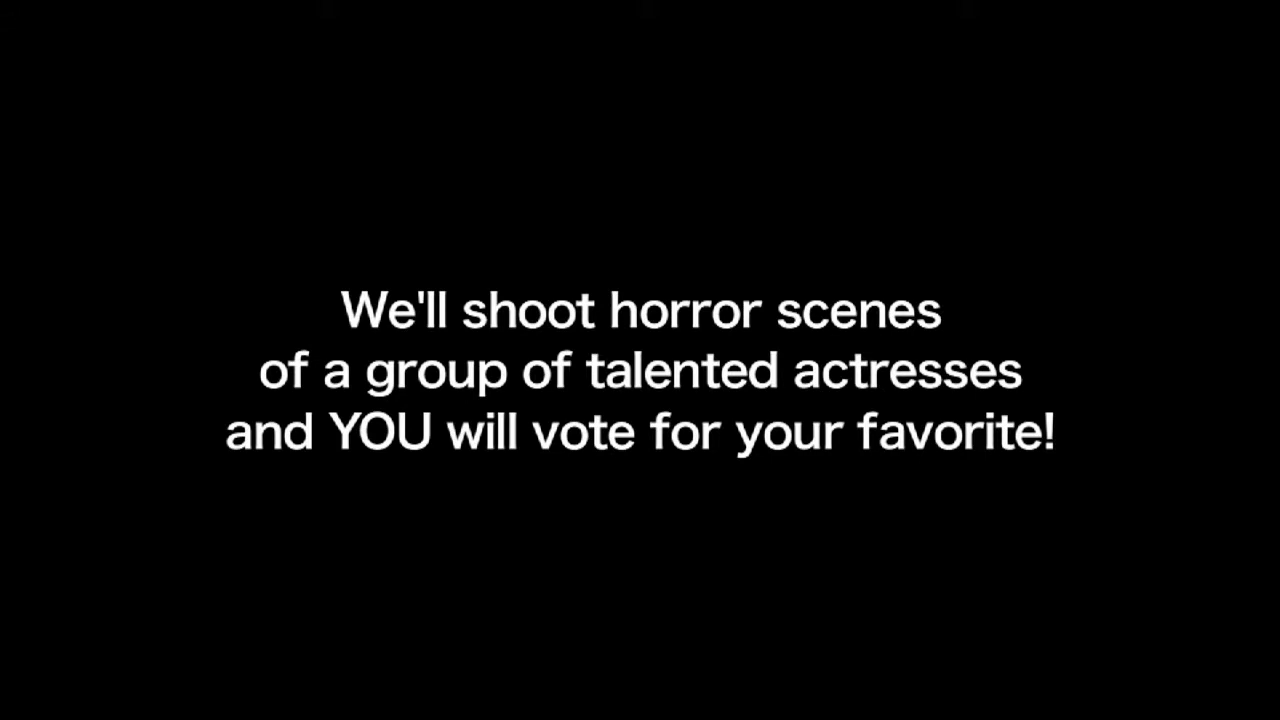 We'll shoot horror scenes
of a group of talented actresses
and YOU will vote for your favorite!